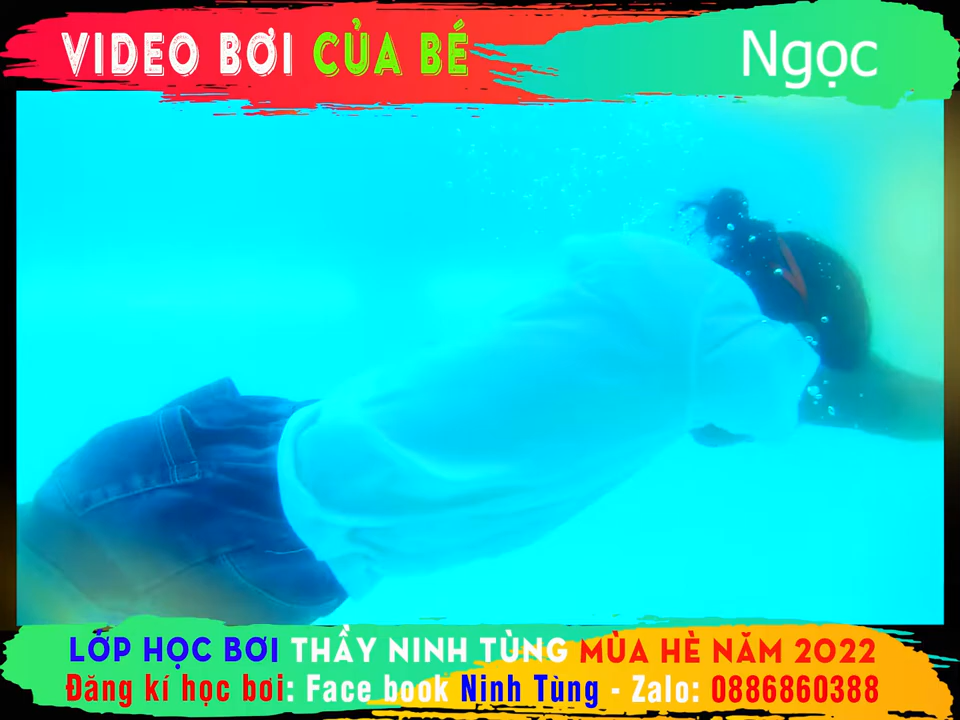 VIDEO BƠI CỦA BÉ
Ngọc
LỚP HỌC BƠI THẦY NINH TÙNG MÙA HÈ NĂM 2022
Đăng kí học bơi: Face book Ninh Tùng - Zalo: 0886860388